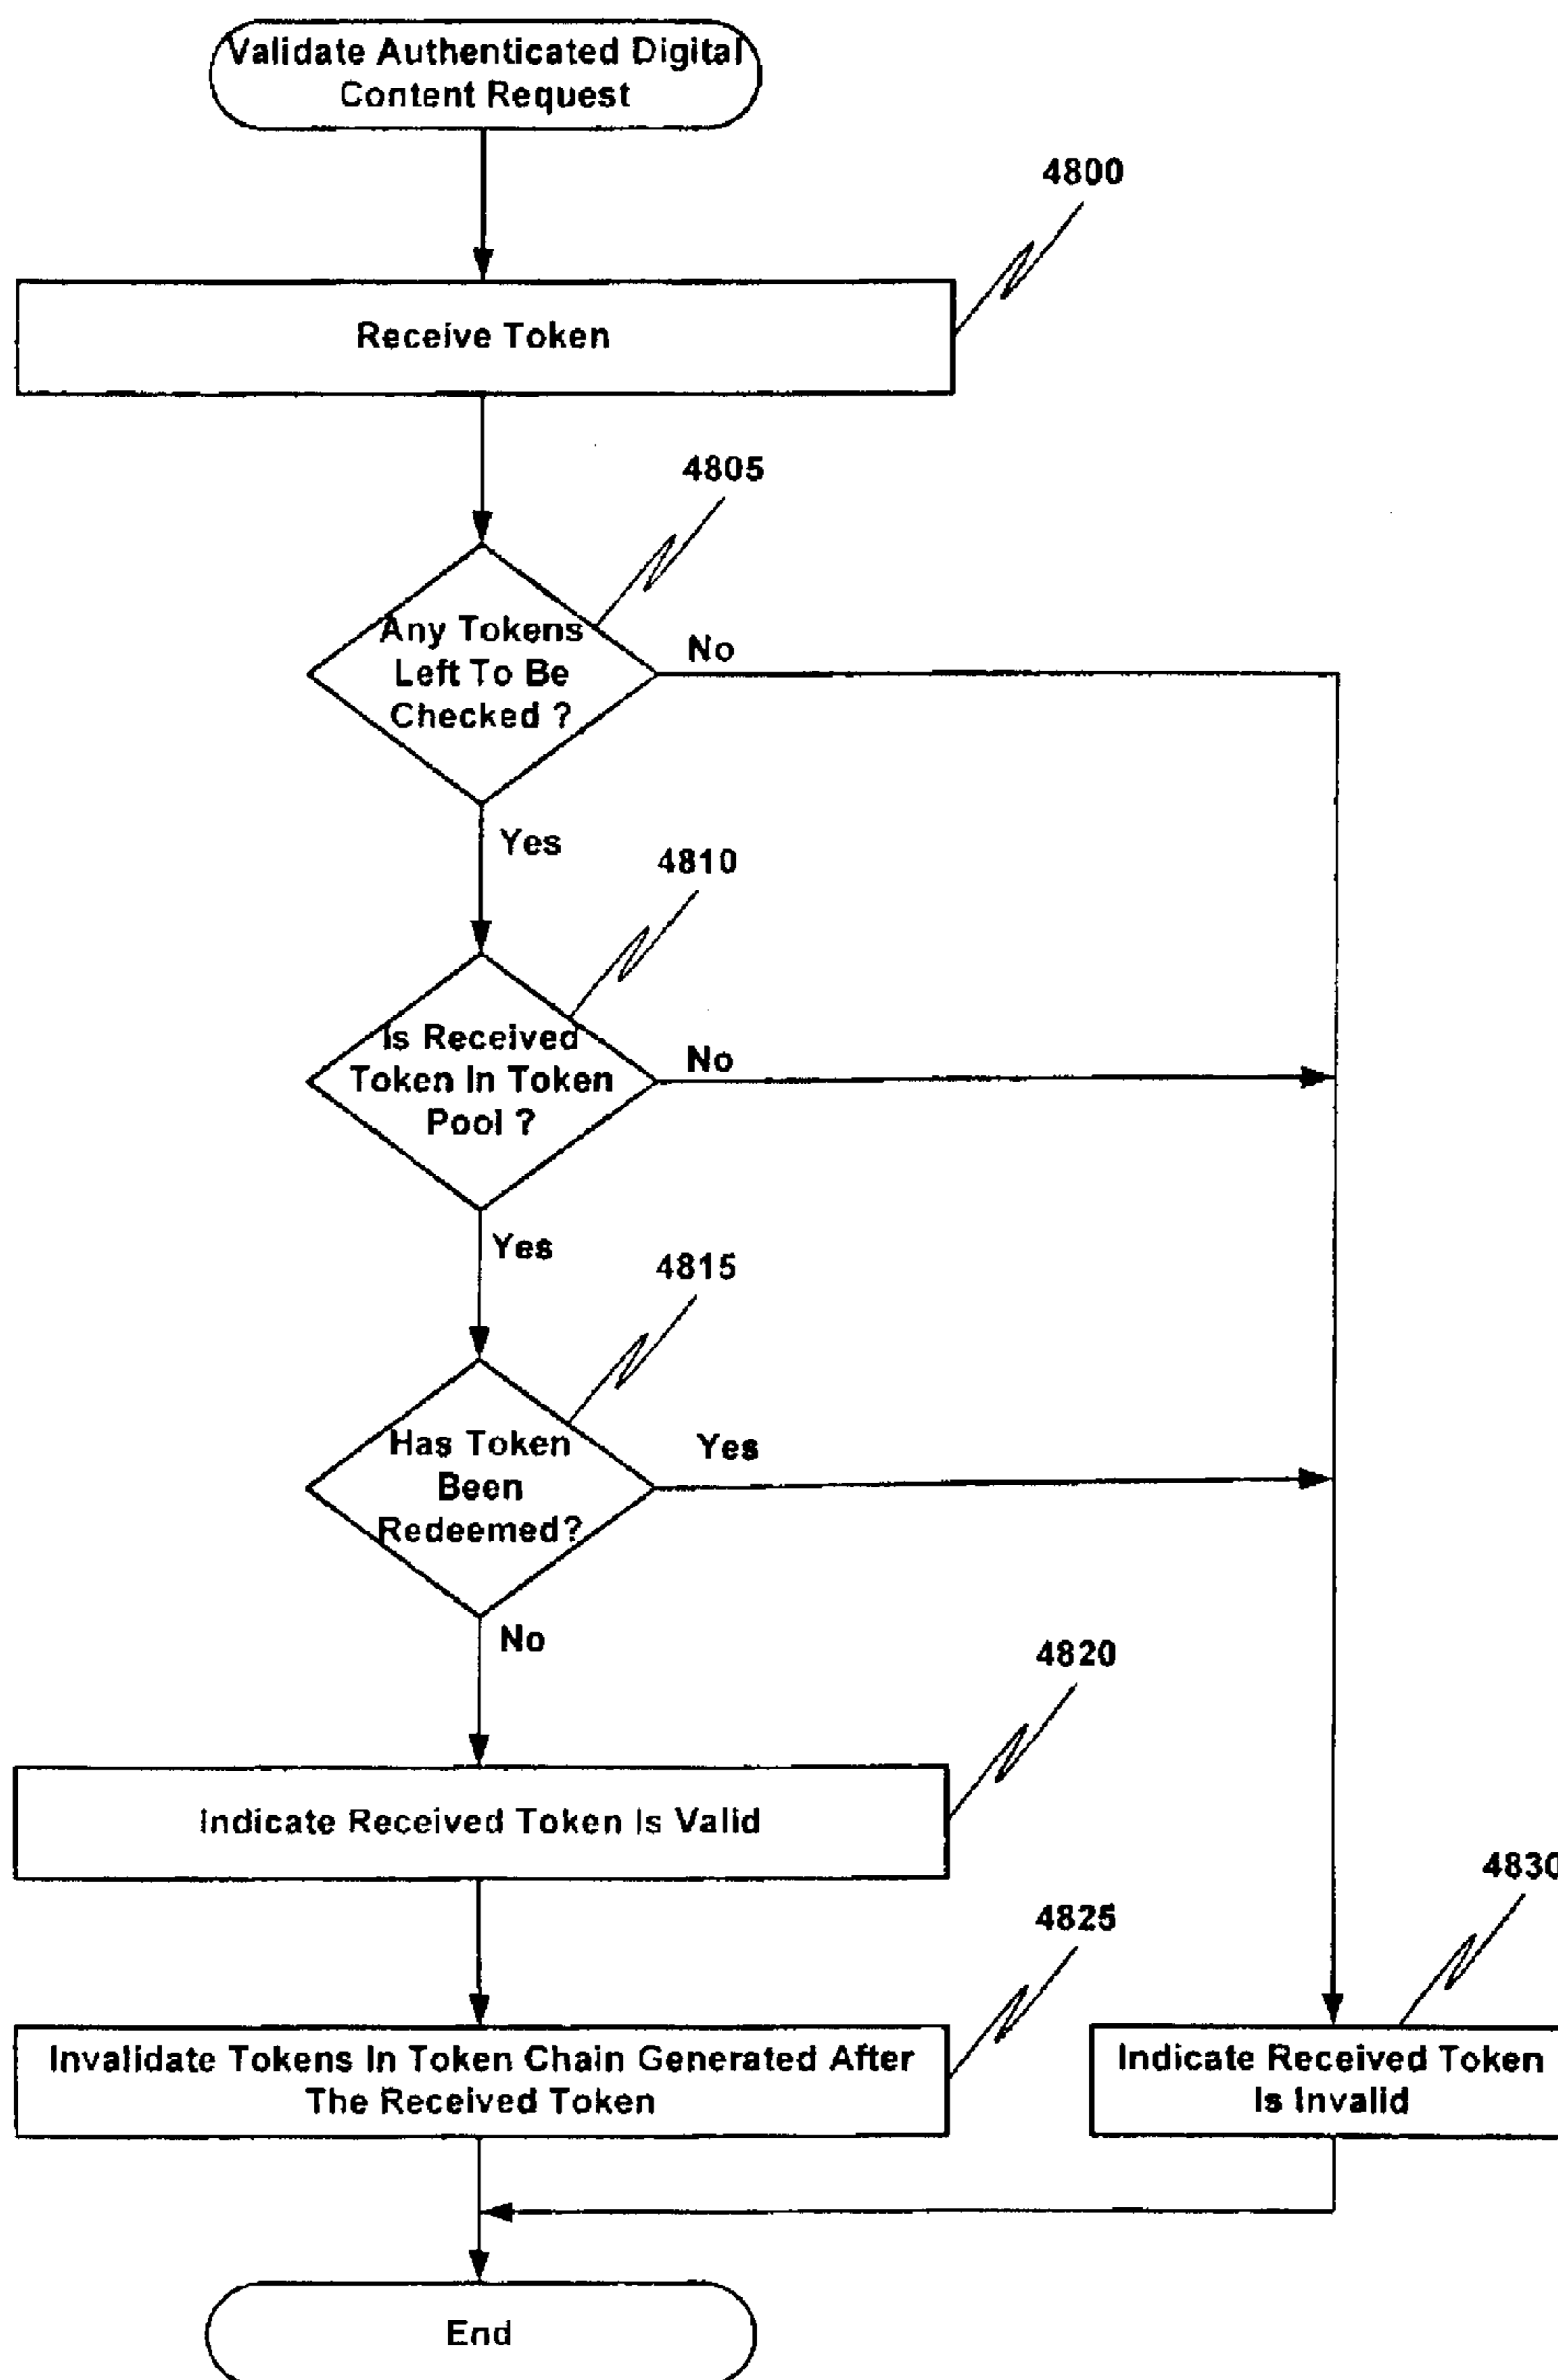 Validate Authenticated Digital
Content Request
4800
Receive Token
4805
Any Tokens
Left To Be
Checked ?
No
Yes
4810
Is Received
Token In Token
Pool ?
No
Yes
4815
Has Token
Been
Redeemed?
Yes
No
4820
Indicate Received Token Is Valid
4830
4825
Invalidate Tokens In Token Chain Generated After
The Received Token
Indicate Received Token
Is Invalid
End